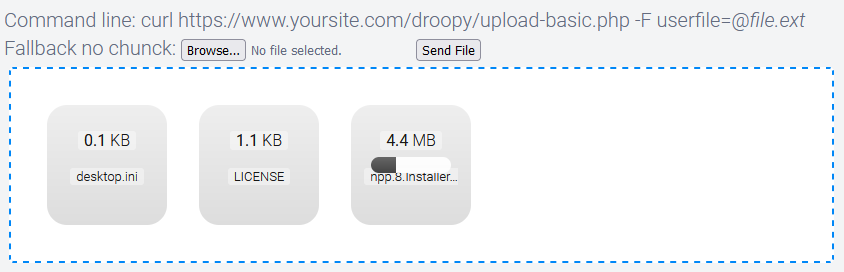 Command line: curl https://www.yoursite.com/droopy/upload-basic.php -F userfile=@file.ext
Fallback no chunck: Browse... No file selected. Send File
0.1 KB 1.1 KB 4.4 MB
desktop.ini LICENSE npp.8.Installer...